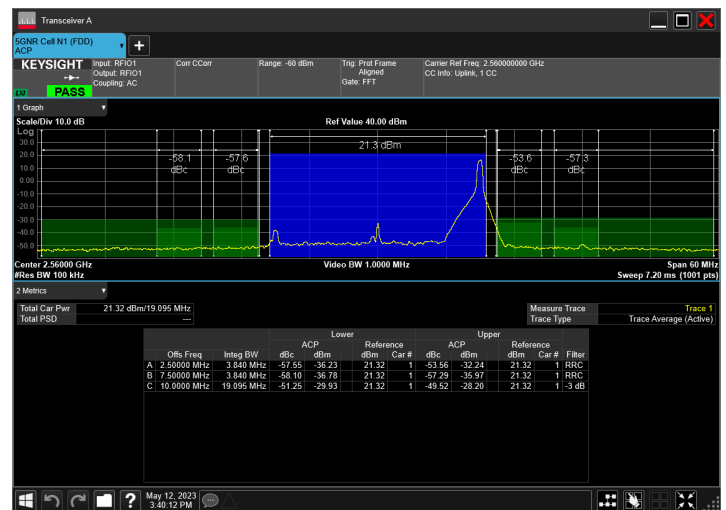 Transceiver A
5GNR Cell N1 (FDD)
ACP
KEYSIGHT
LXI
PASS
Input: RFIO1
Output: RFIO1
Coupling: AC
Corr CCorr
Range: -60 dBm
Trig: Prot Frame
Aligned
Gate: FFT
Carrier Ref Freq: 2.560000000 GHz
CC Info: Uplink, 1 CC
1 Graph
Scale/Div 10.0 dB
Ref Value 40.00 dBm
Log
30.0
20.0
10.0
0.00
-10.0
-20.0
-30.0
-40.0
-50.0
-58.1
dBc
-57.6
dBc
21.3 dBm
-53.6
dBc
-57.3
dBc
Center 2.56000 GHz
Video BW 1.0000 MHz
Span 60 MHz
#Res BW 100 kHz
Sweep 7.20 ms (1001 pts)
2 Metrics
Total Car Pwr 21.32 dBm/19.095 MHz
Total PSD ---
Measure Trace Trace 1
Trace Type Trace Average (Active)
Lower Upper
ACP Reference ACP Reference
Offs Freq Integ BW dBc dBm dBm Car # dBc dBm dBm Car # Filter
A 2.50000 MHz 3.840 MHz -57.55 -36.23 21.32 1 -53.56 -32.24 21.32 1 RRC
B 7.50000 MHz 3.840 MHz -58.10 -36.78 21.32 1 -57.29 -35.97 21.32 1 RRC
C 10.0000 MHz 19.095 MHz -51.25 -29.93 21.32 1 -49.52 -28.20 21.32 1 -3 dB
May 12, 2023
3:40:12 PM